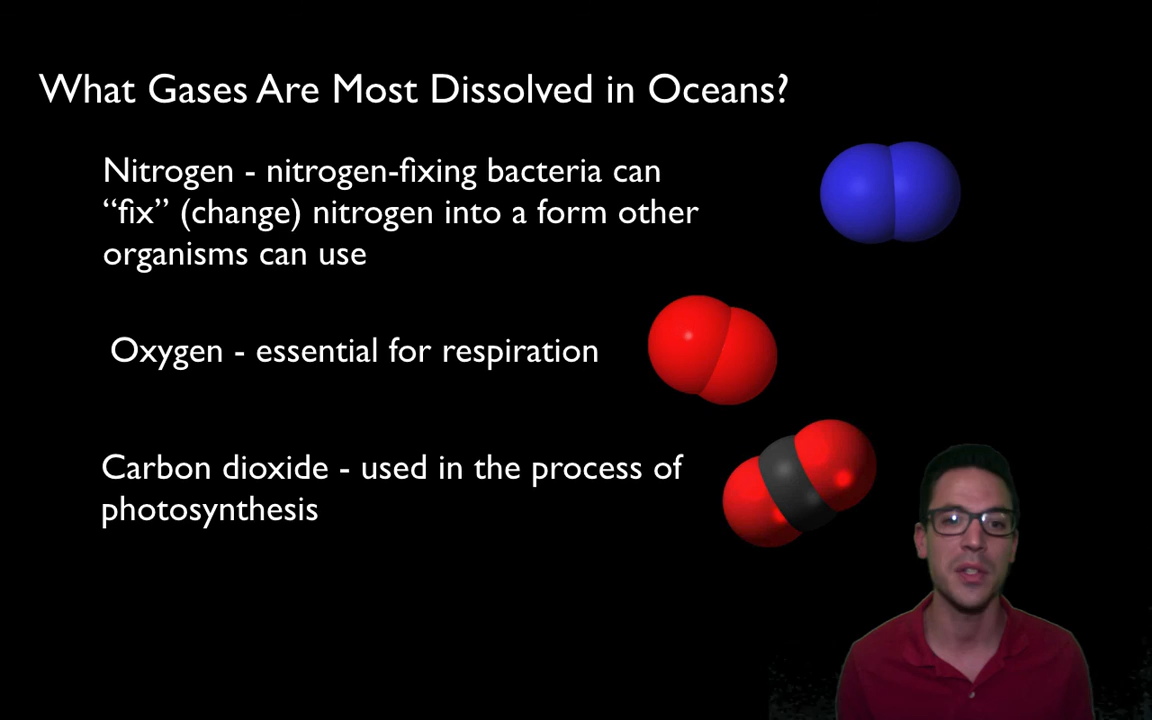 What Gases Are Most Dissolved in Oceans?
Nitrogen - nitrogen-fixing bacteria can
“fix” (change) nitrogen into a form other
organisms can use
Oxygen - essential for respiration
Carbon dioxide - used in the process of
photosynthesis